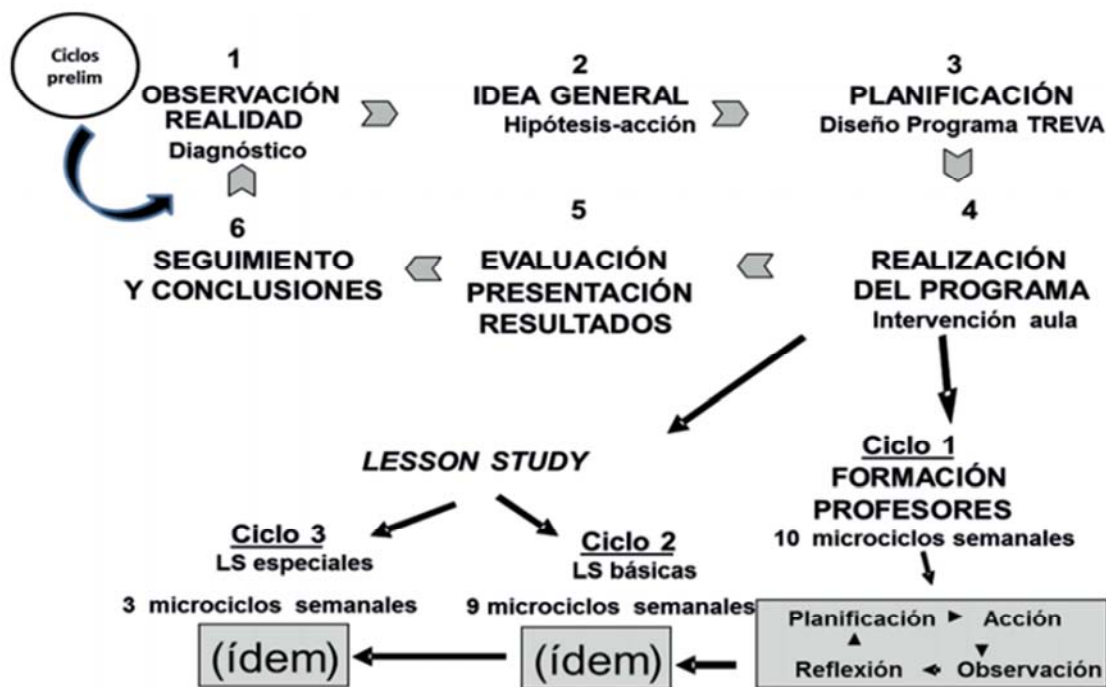 Ciclos
prelim
1
OBSERVACIÓN
REALIDAD
Diagnóstico
2
IDEA GENERAL
Hipótesis-acción
3
PLANIFICACIÓN
Diseño Programa TREVA
4
REALIZACIÓN
DEL PROGRAMA
Intervención aula
5
EVALUACIÓN
PRESENTACIÓN
RESULTADOS
6
SEGUIMIENTO
Y CONCLUSIONES
LESSON STUDY
Ciclo 1
FORMACIÓN
PROFESORES
10 microciclos semanales
Planificación Acción
Reflexión Observación
Ciclo 2
LS básicas
9 microciclos semanales
(ídem)
Ciclo 3
LS especiales
3 microciclos semanales
(ídem)